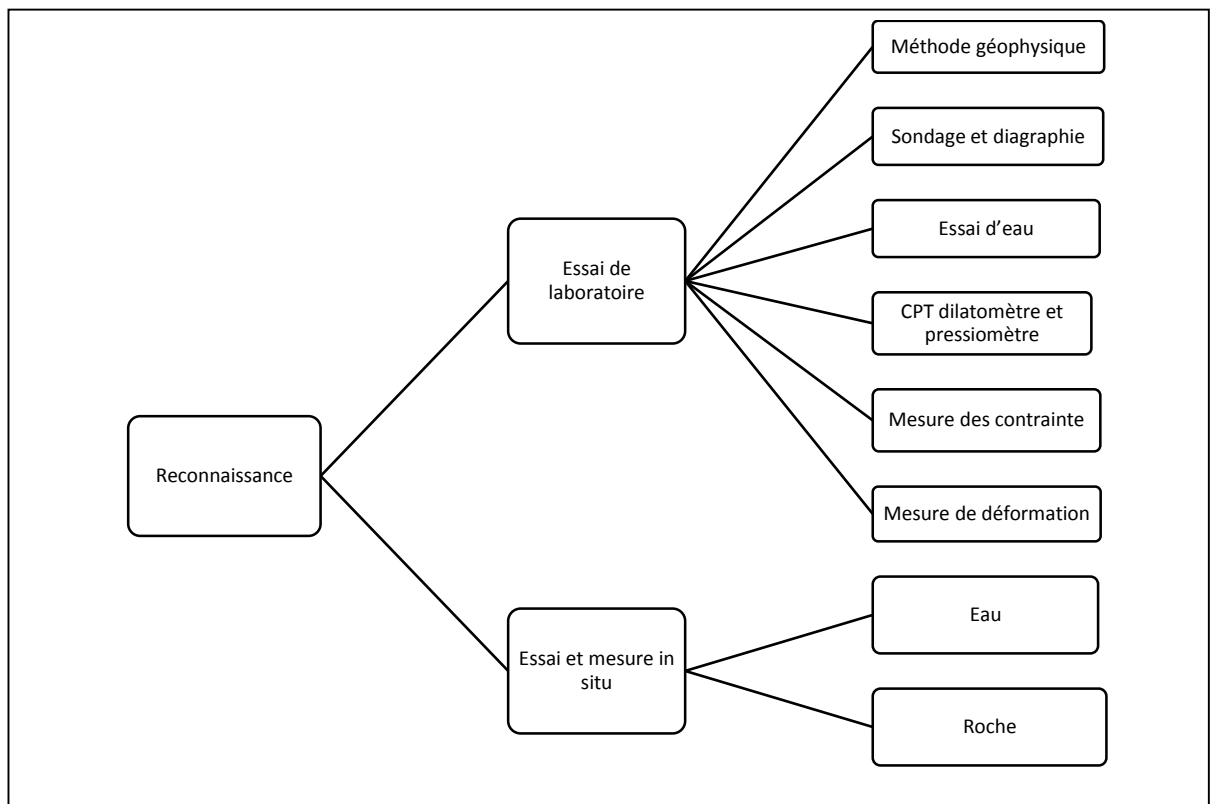 Reconnaissance
Essai de
laboratoire
Méthode géophysique
Sondage et diagraphie
Essai d’eau
CPT dilatomètre et
pressiomètre
Mesure des contrainte
Mesure de déformation
Essai et mesure in
situ
Eau
Roche